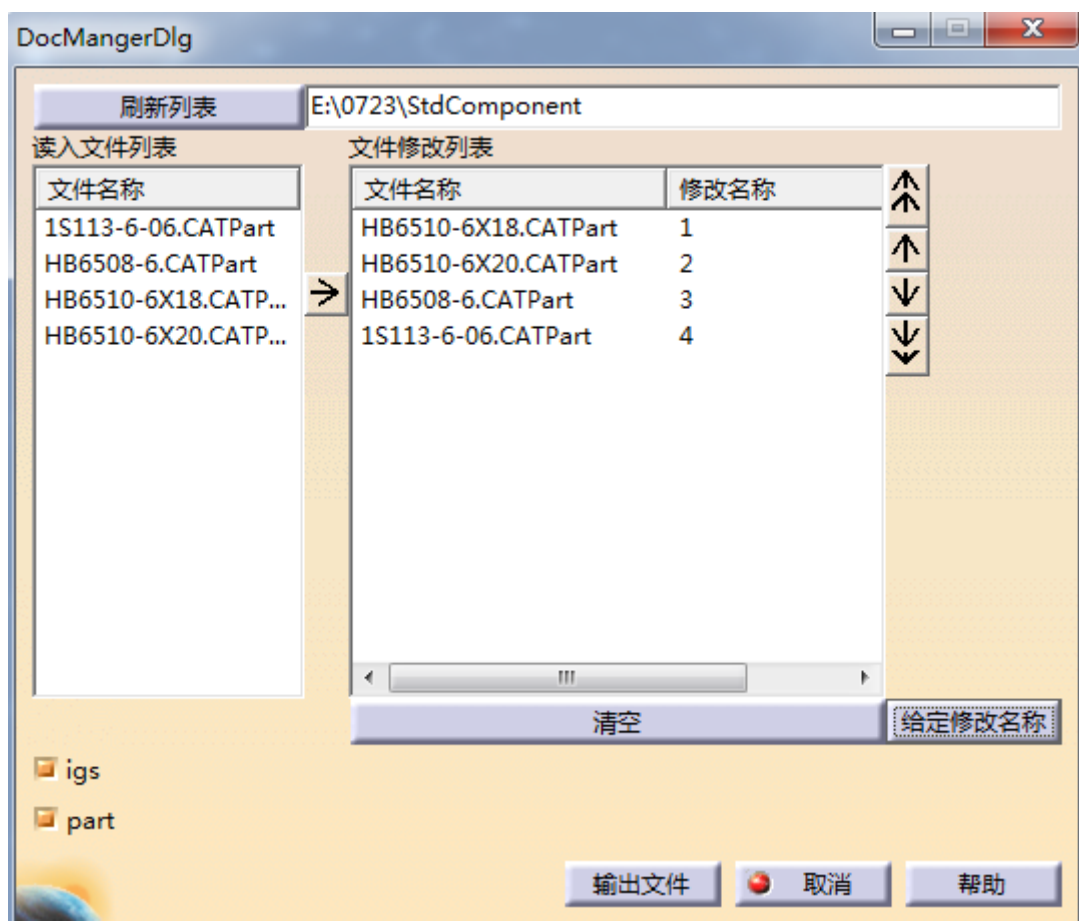 DocMangerDlg
刷新列表 E:\0723\StdComponent
读入文件列表 文件修改列表
文件名称 文件名称 修改名称
1S113-6-06.CATPart HB6510-6X18.CATPart 1
HB6508-6.CATPart HB6510-6X20.CATPart 2
HB6510-6X18.CATP... HB6508-6.CATPart 3
HB6510-6X20.CATP... 1S113-6-06.CATPart 4
清空 给定修改名称
igs
part
输出文件 取消 帮助